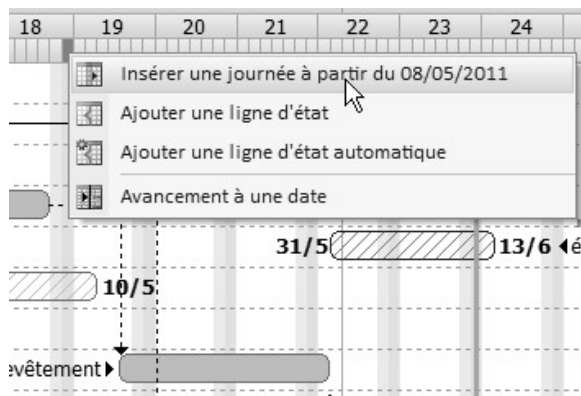 18 19 20 21 22 23 24
Insérer une journée à partir du 08/05/2011
Ajouter une ligne d'état
Ajouter une ligne d'état automatique
Avancement à une date
31/5 13/6 é
10/5
evêtement